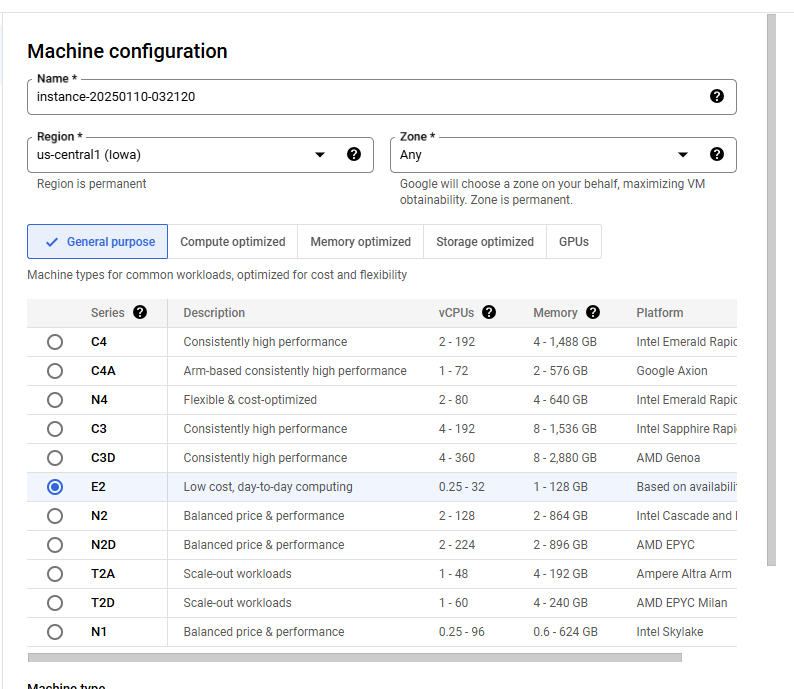 Machine configuration
Name *
instance-20250110-032120
Region * Zone *
us-central1 (Iowa) Any
Region is permanent Google will choose a zone on your behalf, maximizing VM
obtainability. Zone is permanent.
General purpose Compute optimized Memory optimized Storage optimized GPUs
Machine types for common workloads, optimized for cost and flexibility
Series Description vCPUs Memory Platform
C4 Consistently high performance 2 - 192 4 - 1,488 GB Intel Emerald Rapid
C4A Arm-based consistently high performance 1 - 72 2 - 576 GB Google Axion
N4 Flexible & cost-optimized 2 - 80 4 - 640 GB Intel Emerald Rapid
C3 Consistently high performance 4 - 192 8 - 1,536 GB Intel Sapphire Rapi
C3D Consistently high performance 4 - 360 8 - 2,880 GB AMD Genoa
E2 Low cost, day-to-day computing 0.25 - 32 1 - 128 GB Based on availabili
N2 Balanced price & performance 2 - 128 2 - 864 GB Intel Cascade and
N2D Balanced price & performance 2 - 224 2 - 896 GB AMD EPYC
T2A Scale-out workloads 1 - 48 4 - 192 GB Ampere Altra Arm
T2D Scale-out workloads 1 - 60 4 - 240 GB AMD EPYC Milan
N1 Balanced price & performance 0.25 - 96 0.6 - 624 GB Intel Skylake
Machine type